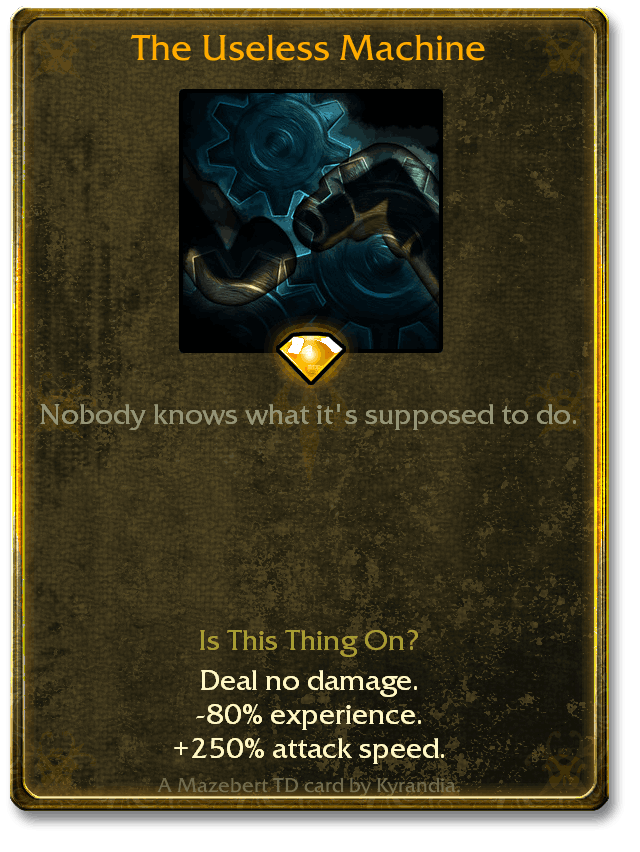 The Useless Machine
Nobody knows what it's supposed to do.
Is This Thing On?
Deal no damage.
-80% experience.
+250% attack speed.
A Mazebert TD card by Kyrandia.